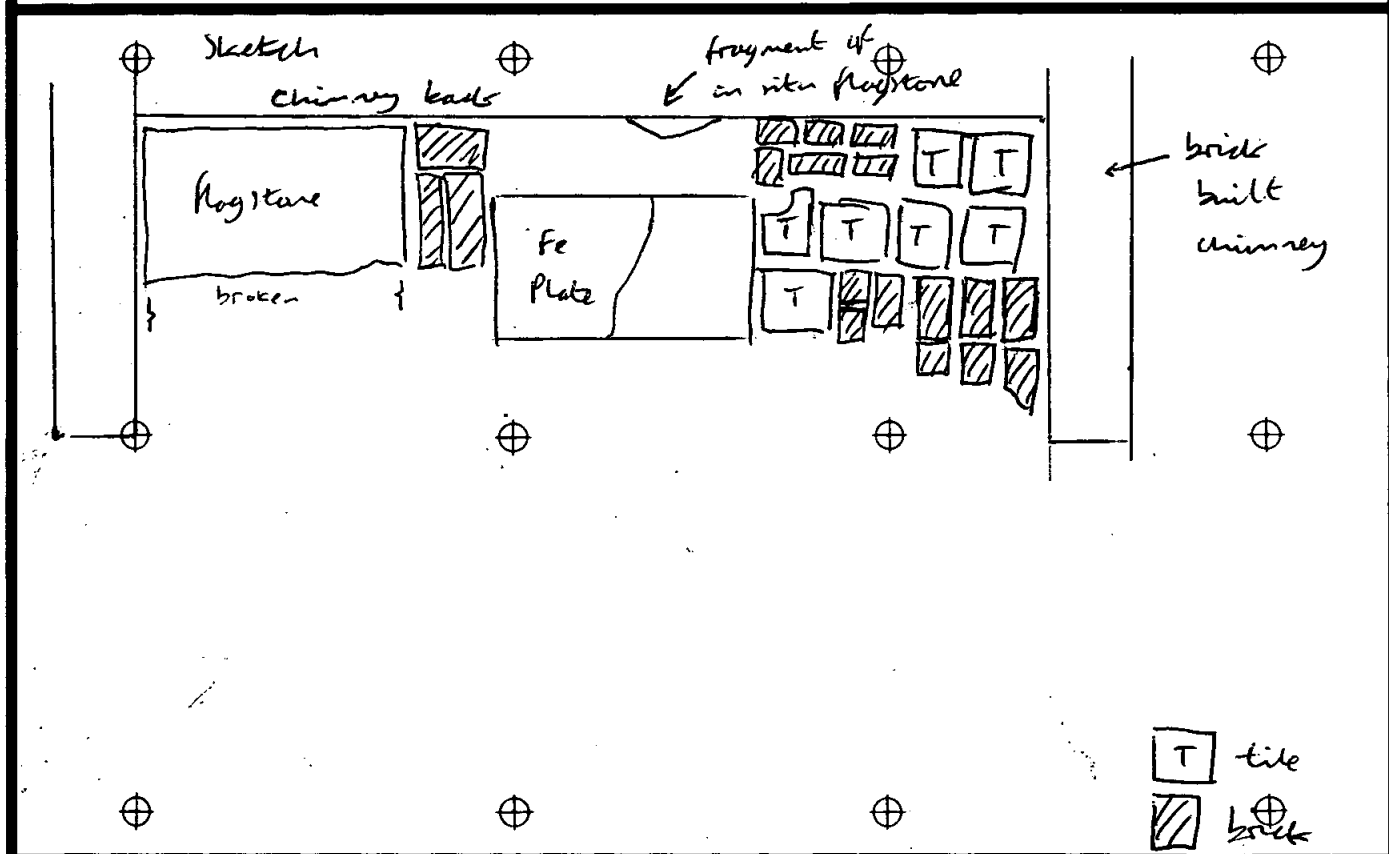 Sketch
chimney back
fragment of
in situ flagstone
flagstone
broken
Fe
Plate
T T
T T T T
T
brick
built
chimney
T tile
brick